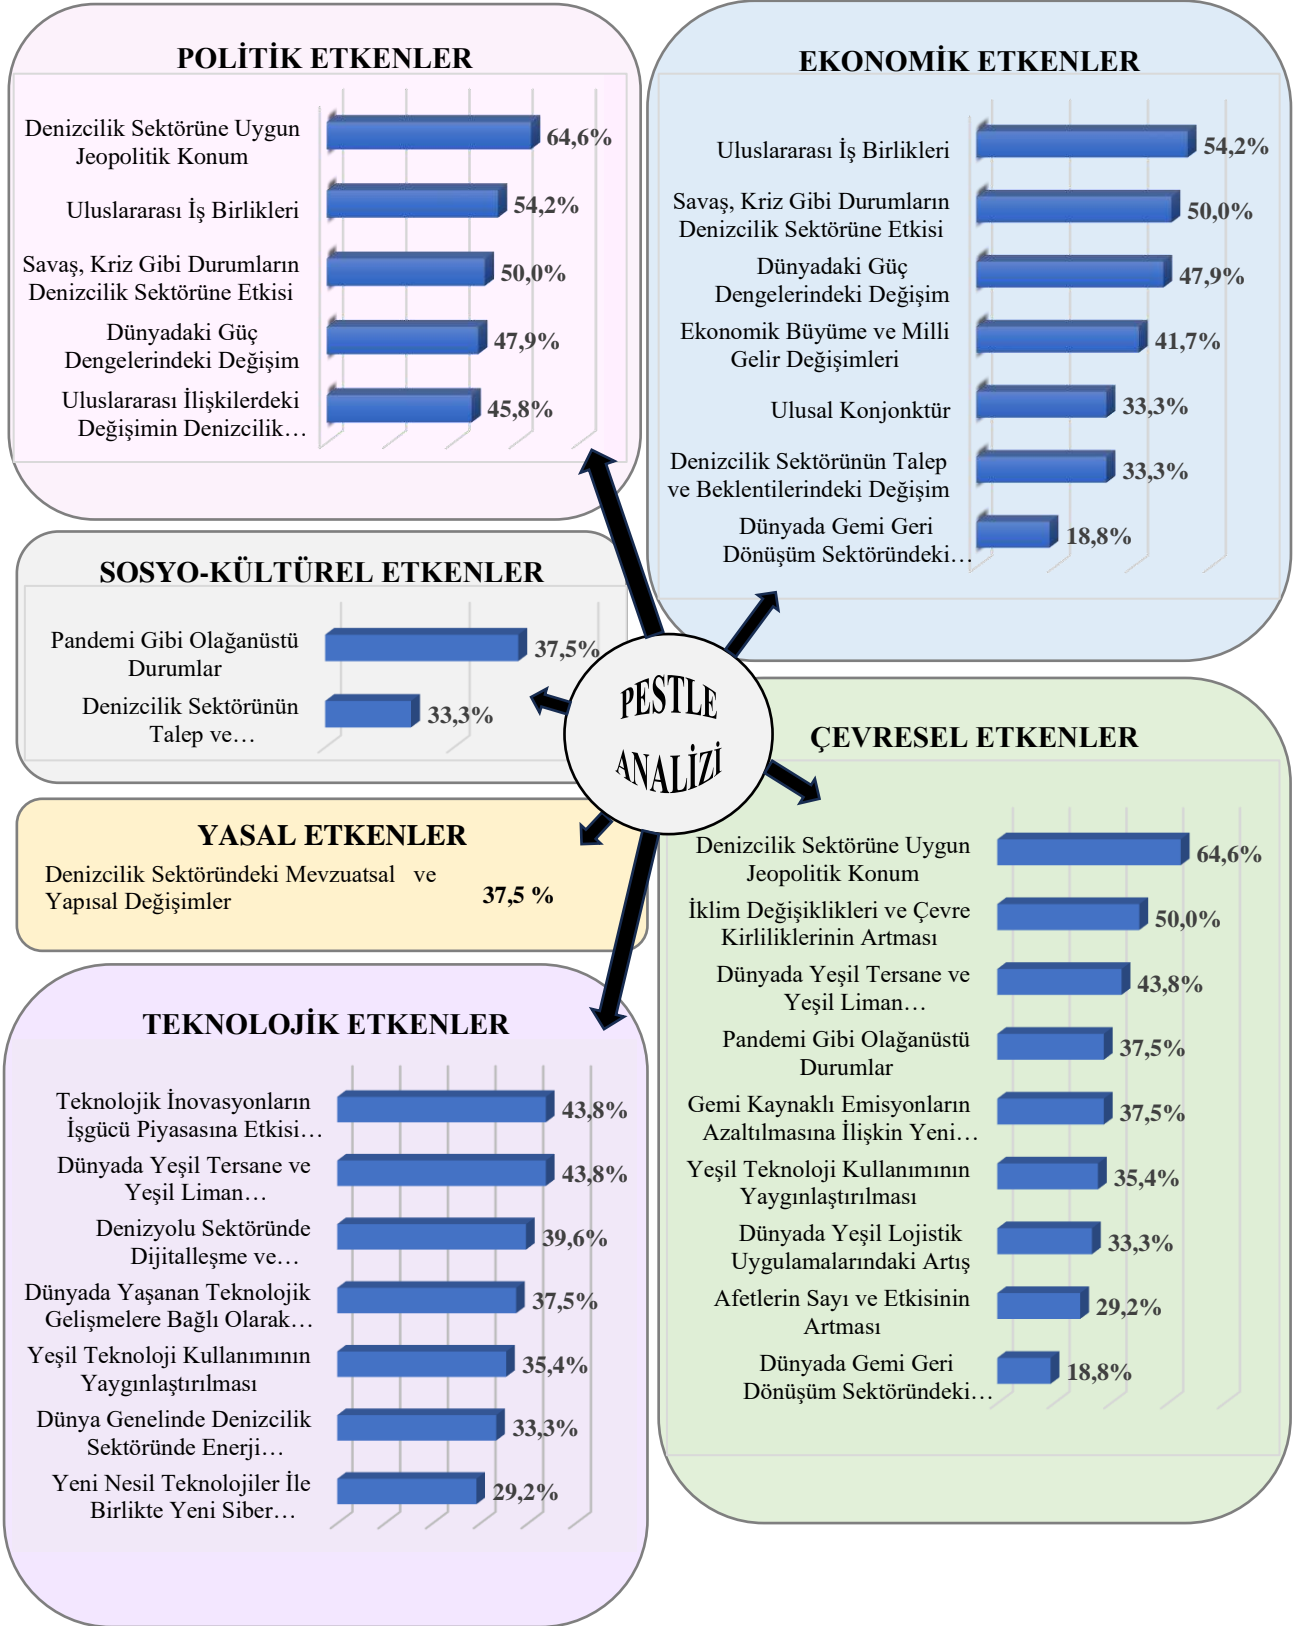 POLİTİK ETKENLER
Denizcilik Sektörüne Uygun
Jeopolitik Konum
64,6%
Uluslararası İş Birlikleri
54,2%
Savaş, Kriz Gibi Durumların
Denizcilik Sektörüne Etkisi
50,0%
Dünyadaki Güç
Dengelerindeki Değişim
47,9%
Uluslararası İlişkilerdeki
Değişimin Denizcilik…
45,8%
EKONOMİK ETKENLER
Uluslararası İş Birlikleri
54,2%
Savaş, Kriz Gibi Durumların
Denizcilik Sektörüne Etkisi
50,0%
Dünyadaki Güç
Dengelerindeki Değişim
47,9%
Ekonomik Büyüme ve Milli
Gelir Değişimleri
41,7%
Ulusal Konjonktür
33,3%
Denizcilik Sektörünün Talep
ve Beklentilerindeki Değişim
33,3%
Dünyada Gemi Geri
Dönüşüm Sektöründeki…
18,8%
SOSYO-KÜLTÜREL ETKENLER
Pandemi Gibi Olağanüstü
Durumlar
37,5%
Denizcilik Sektörünün
Talep ve…
33,3%
PESTLE
ANALİZİ
YASAL ETKENLER
Denizcilik Sektöründeki Mevzuatsal ve
Yapısal Değişimler
37,5 %
ÇEVRESEL ETKENLER
Denizcilik Sektörüne Uygun
Jeopolitik Konum
64,6%
İklim Değişiklikleri ve Çevre
Kirliliklerinin Artması
50,0%
Dünyada Yeşil Tersane ve
Yeşil Liman…
43,8%
Pandemi Gibi Olağanüstü
Durumlar
37,5%
Gemi Kaynaklı Emisyonların
Azaltılmasına İlişkin Yeni…
37,5%
Yeşil Teknoloji Kullanımının
Yaygınlaştırılması
35,4%
Dünyada Yeşil Lojistik
Uygulamalarındaki Artış
33,3%
Afetlerin Sayı ve Etkisinin
Artması
29,2%
Dünyada Gemi Geri
Dönüşüm Sektöründeki…
18,8%
TEKNOLOJİK ETKENLER
Teknolojik İnovasyonların
İşgücü Piyasasına Etkisi…
43,8%
Dünyada Yeşil Tersane ve
Yeşil Liman…
43,8%
Denizyolu Sektöründe
Dijitalleşme ve…
39,6%
Dünyada Yaşanan Teknolojik
Gelişmelere Bağlı Olarak…
37,5%
Yeşil Teknoloji Kullanımının
Yaygınlaştırılması
35,4%
Dünya Genelinde Denizcilik
Sektöründe Enerji…
33,3%
Yeni Nesil Teknolojiler İle
Birlikte Yeni Siber…
29,2%